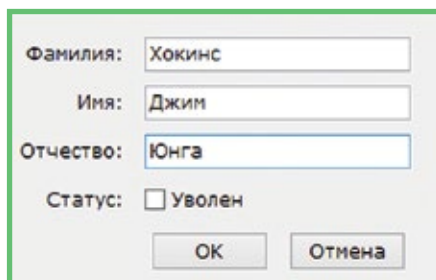 Фамилия: Хокинс
Имя: Джим
Отчество: Юнга
Статус: Уволен
ОК Отмена